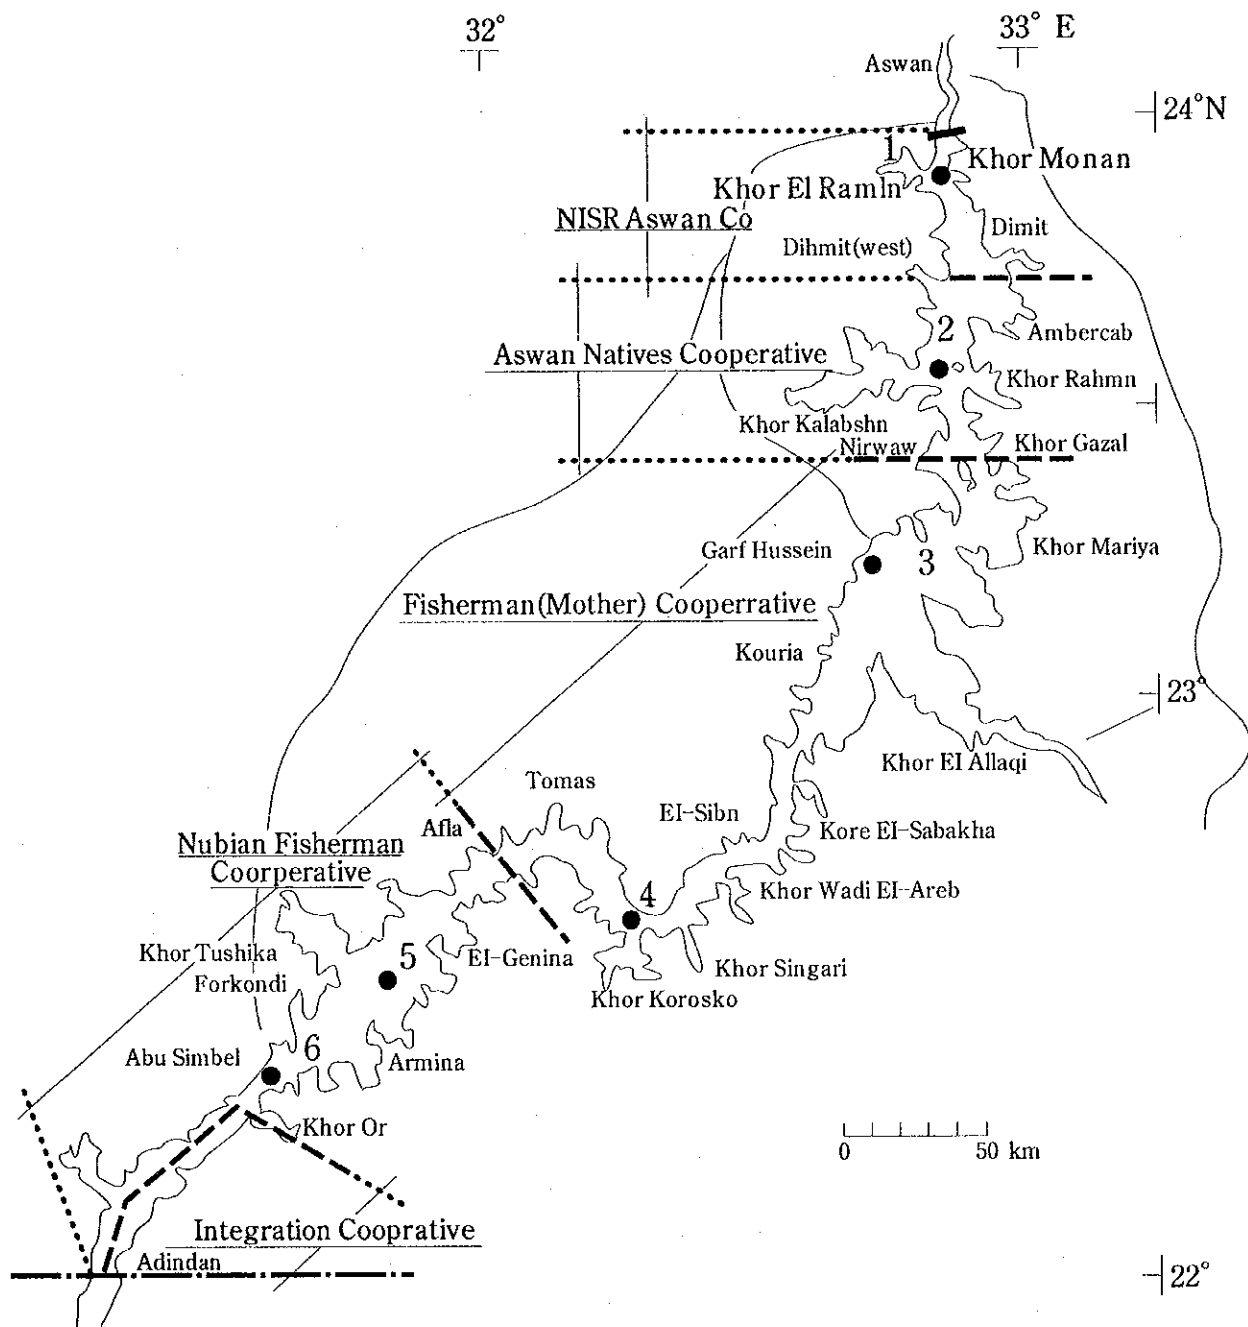 32°
33° E
Aswan
24°N
1
Khor Monan
Khor El Ramln
NISR Aswan Co
Dimit
Dihmit(west)
2
Ambercab
Aswan Natives Cooperative
Khor Rahmn
Khor Kalabshn
Nirwaw
Khor Gazal
Garf Hussein
3
Khor Mariya
Fisherman(Mother) Cooperrative
Kouria
23°
Khor El Allaqi
Tomas
El-Sibn
Kore El-Sabakha
Afla
Nubian Fisherman
Coorperative
4
Khor Wadi El-Areb
Khor Tushika
5
El-Genina
Khor Singari
Forkondi
Khor Korosko
6
Abu Simbel
Armina
Khor Or
0
50 km
Integration Cooprative
Adindan
22°